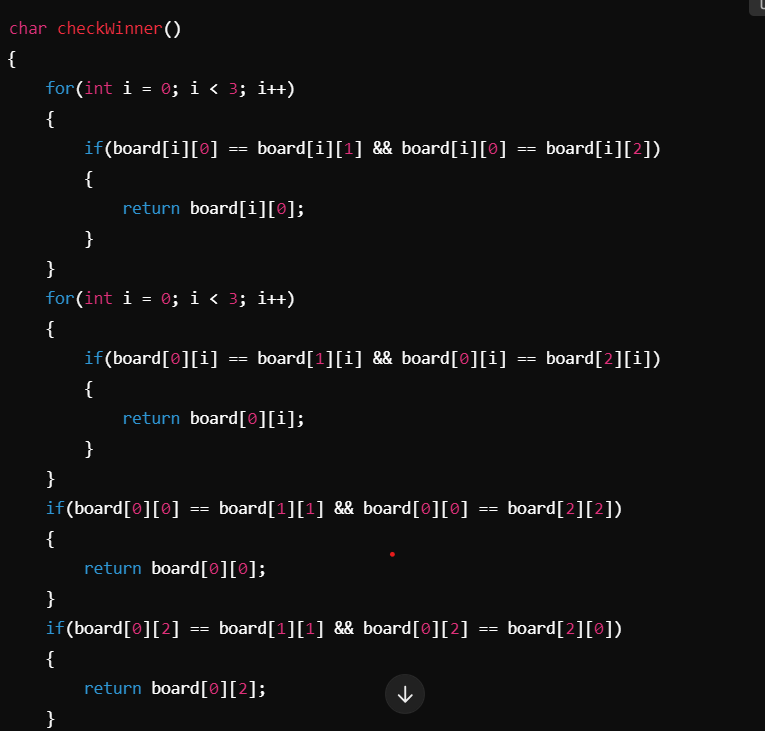 char checkWinner()
{
    for(int i = 0; i < 3; i++)
    {
        if(board[i][0] == board[i][1] && board[i][0] == board[i][2])
        {
            return board[i][0];
        }
    }
    for(int i = 0; i < 3; i++)
    {
        if(board[0][i] == board[1][i] && board[0][i] == board[2][i])
        {
            return board[0][i];
        }
    }
    if(board[0][0] == board[1][1] && board[0][0] == board[2][2])
    {
        return board[0][0];
    }
    if(board[0][2] == board[1][1] && board[0][2] == board[2][0])
    {
        return board[0][2];
    }